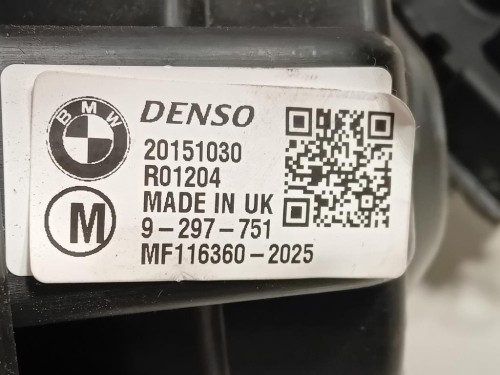 BMW
DENSO
20151030
R01204
MADE IN UK
M
9-297-751
MF116360-2025